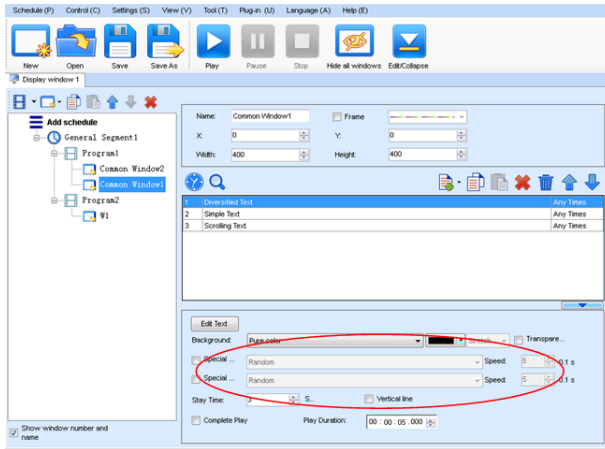 Schedule (P) Control (C) Settings (S) View (V) Tool (T) Plug-in (U) Language (A) Help (E)
New Open Save Save As Play Pause Stop Hide all windows Edit/Collapse
Display window 1
Add schedule
General Segment1
Program1
Common Window2
Common Window1
Program2
W1
Show window number and
name
Name: Common Window1 Frame
X: 0 Y: 0
Width: 400 Height: 400
1 Diversified Text Any Times
2 Simple Text Any Times
3 Scrolling Text Any Times
Edit Text
Background: Pure color Stretch Transpare...
Special ... Random Speed: 5 0.1 s
Special ... Random Speed: 5 0.1 s
Stay Time: 3 S.. Vertical line
Complete Play Play Duration: 00 : 00 : 05 . 000